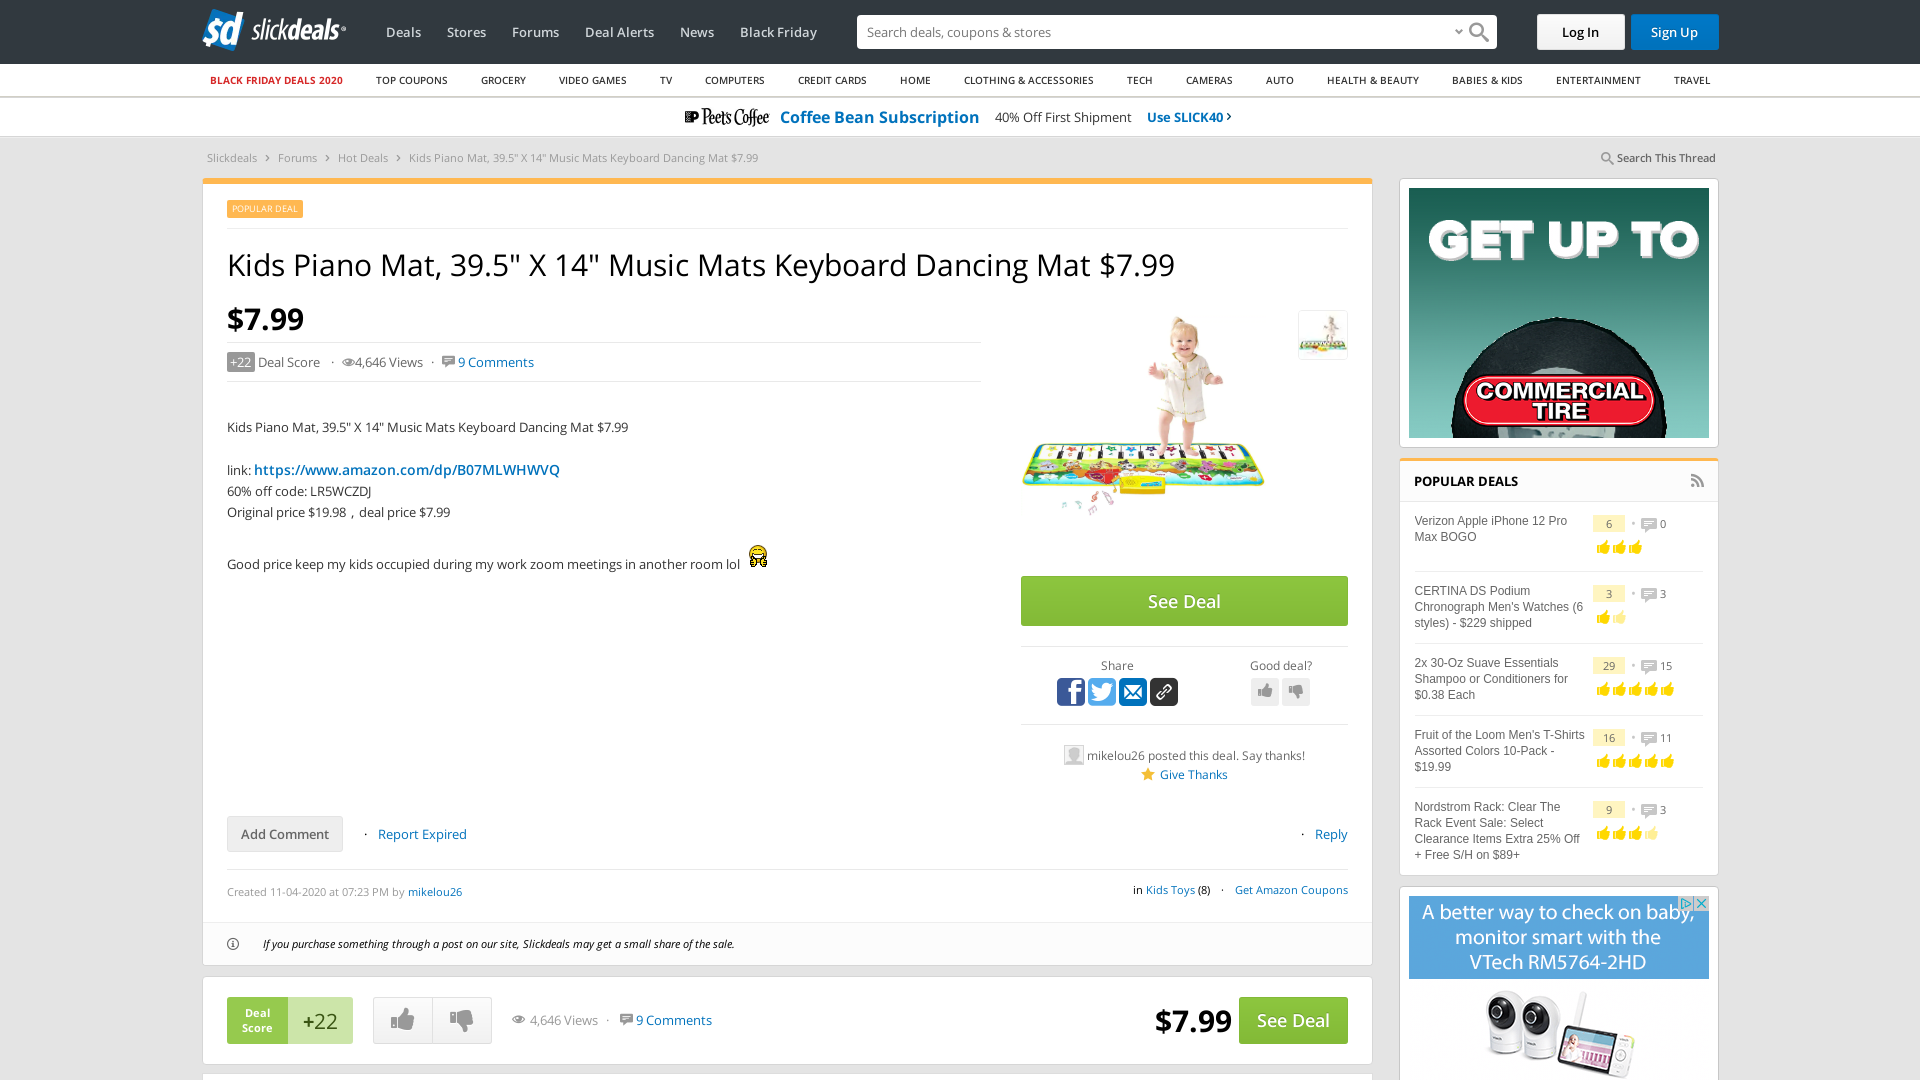 slickdeals
Deals
Stores
Forums
Deal Alerts
News
Black Friday
Search deals, coupons & stores
Log In
Sign Up
BLACK FRIDAY DEALS 2020
TOP COUPONS
GROCERY
VIDEO GAMES
TV
COMPUTERS
CREDIT CARDS
HOME
CLOTHING & ACCESSORIES
TECH
CAMERAS
AUTO
HEALTH & BEAUTY
BABIES & KIDS
ENTERTAINMENT
TRAVEL
Peet's Coffee Coffee Bean Subscription 40% Off First Shipment Use SLICK40 ›
Slickdeals › Forums › Hot Deals › Kids Piano Mat, 39.5" X 14" Music Mats Keyboard Dancing Mat $7.99
Search This Thread
POPULAR DEAL
Kids Piano Mat, 39.5" X 14" Music Mats Keyboard Dancing Mat $7.99
$7.99
+22 Deal Score · 4,646 Views · 9 Comments
Kids Piano Mat, 39.5" X 14" Music Mats Keyboard Dancing Mat $7.99
link: https://www.amazon.com/dp/B07MLWHWVQ
60% off code: LR5WCZDJ
Original price $19.98，deal price $7.99
Good price keep my kids occupied during my work zoom meetings in another room lol
See Deal
Share
Good deal?
mikelou26 posted this deal. Say thanks!
Give Thanks
Add Comment
· Report Expired
· Reply
Created 11-04-2020 at 07:23 PM by mikelou26
in Kids Toys (8) · Get Amazon Coupons
If you purchase something through a post on our site, Slickdeals may get a small share of the sale.
Deal
Score
+22
4,646 Views · 9 Comments
$7.99
See Deal
GET UP TO
COMMERCIAL
TIRE
POPULAR DEALS
Verizon Apple iPhone 12 Pro
Max BOGO
6 • 0
CERTINA DS Podium
Chronograph Men's Watches (6
styles) - $229 shipped
3 • 3
2x 30-Oz Suave Essentials
Shampoo or Conditioners for
$0.38 Each
29 • 15
Fruit of the Loom Men's T-Shirts
Assorted Colors 10-Pack -
$19.99
16 • 11
Nordstrom Rack: Clear The
Rack Event Sale: Select
Clearance Items Extra 25% Off
+ Free S/H on $89+
9 • 3
A better way to check on baby,
monitor smart with the
VTech RM5764-2HD